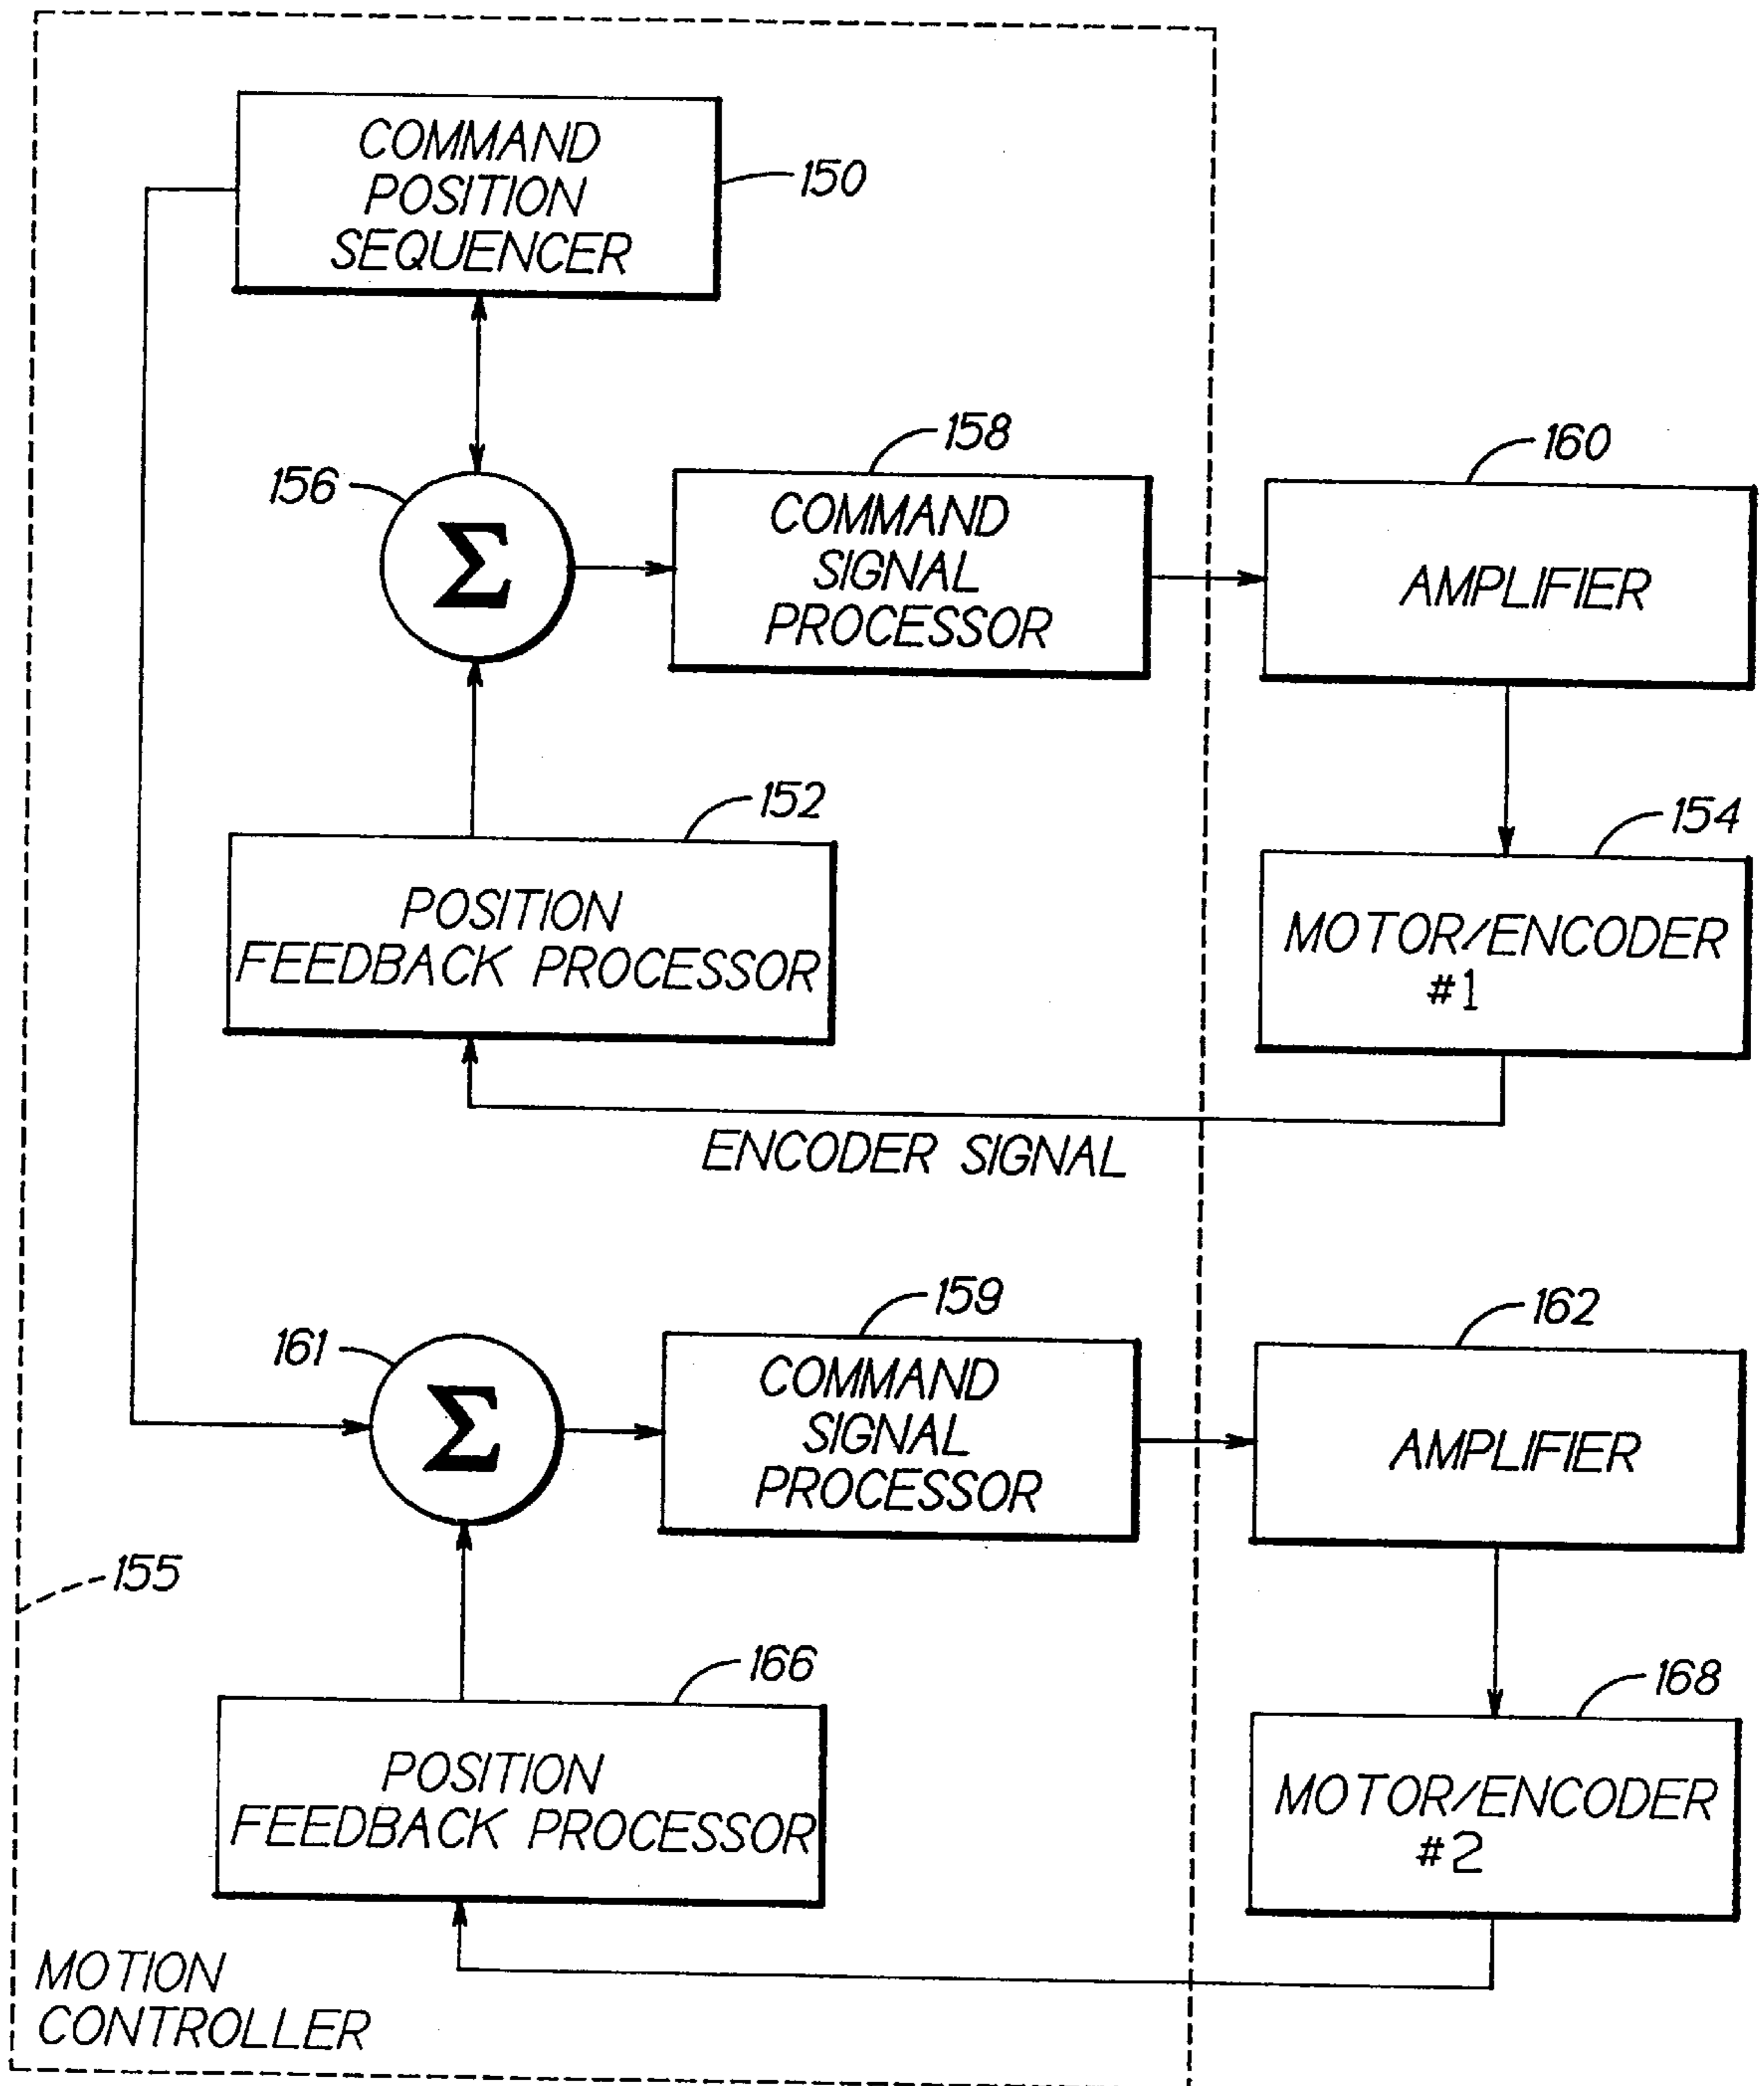 COMMAND
POSITION
SEQUENCER
150
156
Σ
158
COMMAND
SIGNAL
PROCESSOR
160
AMPLIFIER
152
POSITION
FEEDBACK PROCESSOR
154
MOTOR/ENCODER
#1
ENCODER SIGNAL
161
Σ
159
COMMAND
SIGNAL
PROCESSOR
162
AMPLIFIER
155
166
POSITION
FEEDBACK PROCESSOR
168
MOTOR/ENCODER
#2
MOTION
CONTROLLER